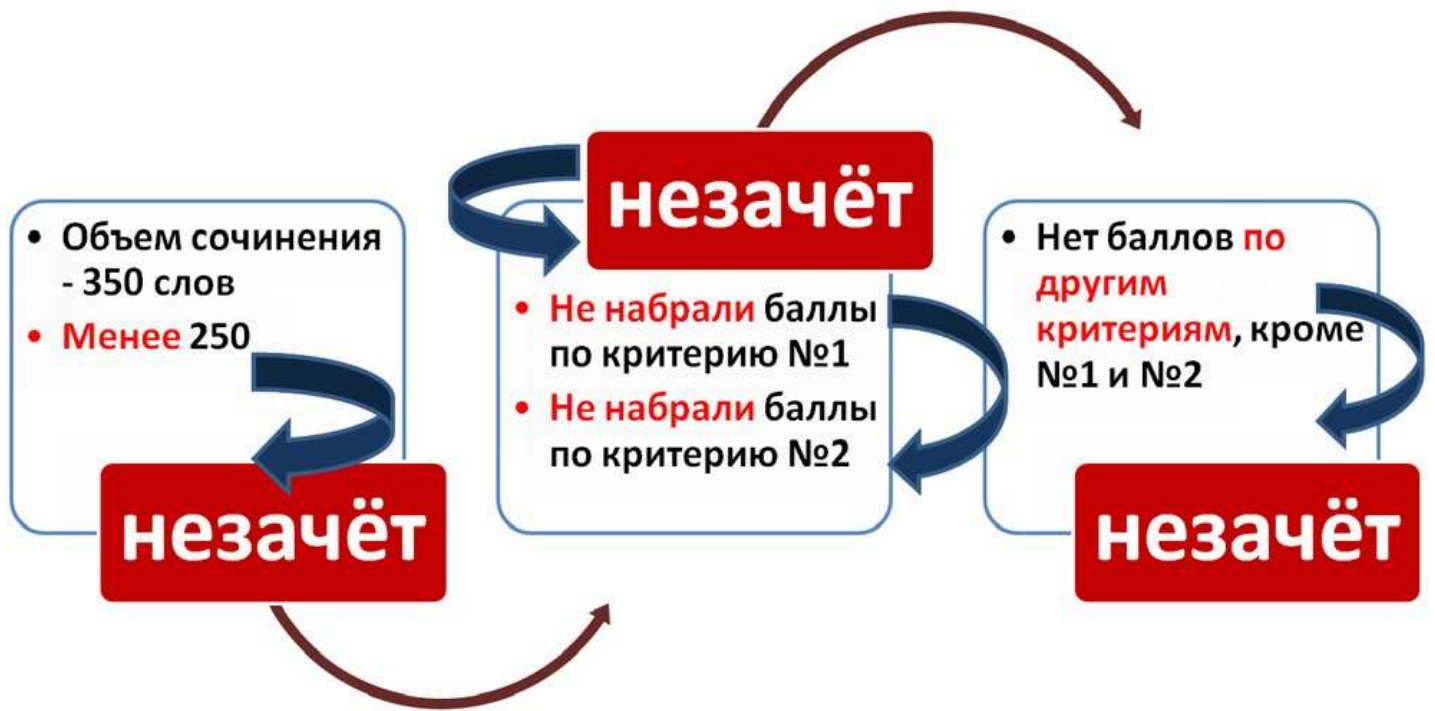 • Объем сочинения
- 350 слов
• Менее 250
незачёт
незачёт
• Не набрали баллы
по критерию №1
• Не набрали баллы
по критерию №2
• Нет баллов по
другим
критериям, кроме
№1 и №2
незачёт